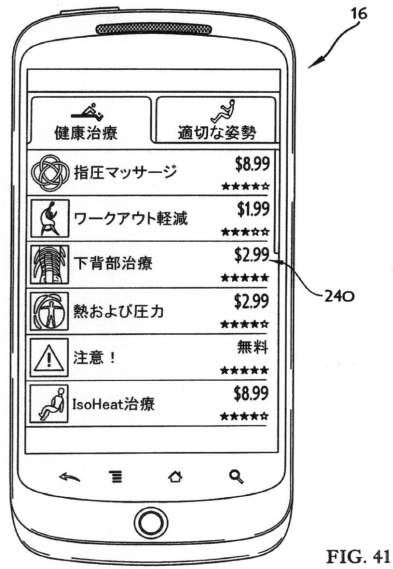 16
健康治療
適切な姿勢
指圧マッサージ $8.99
★★★★☆
ワークアウト軽減 $1.99
★★★☆☆
下背部治療 $2.99
★★★★★
240
熱および圧力 $2.99
★★★★☆
注意！ 無料
★★★★★
IsoHeat治療 $8.99
★★★★☆
FIG. 41